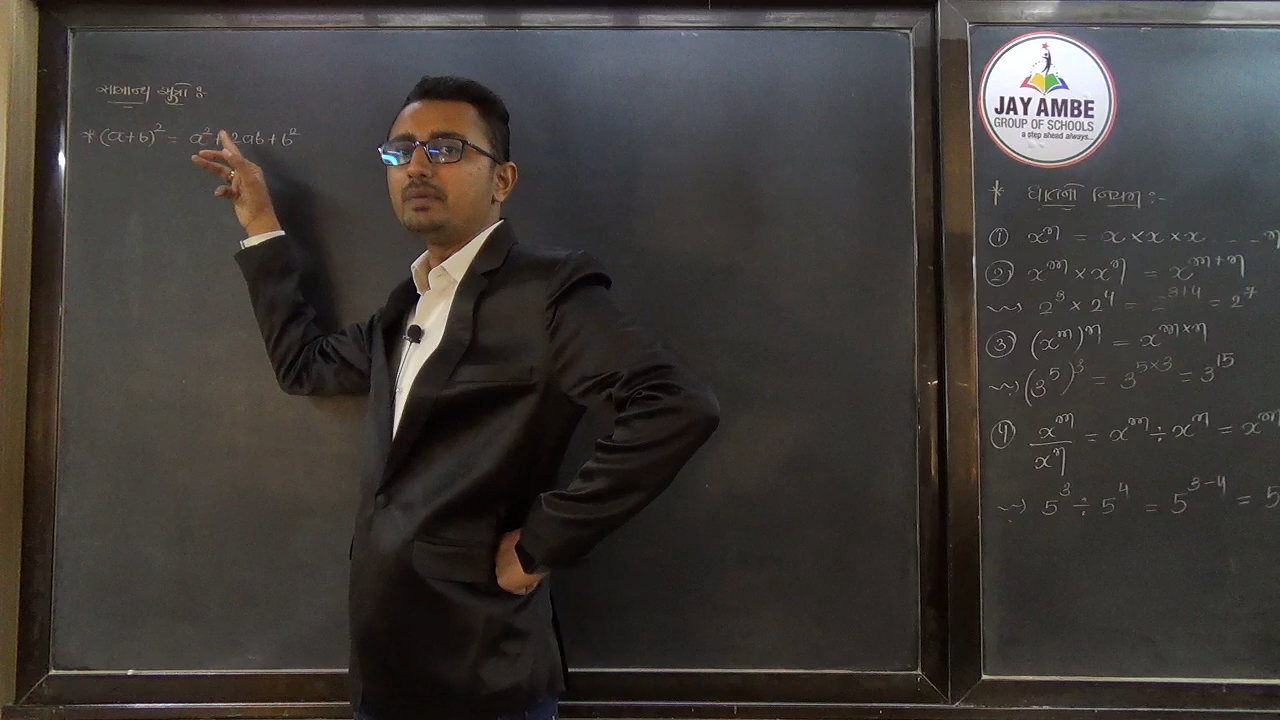 સામાન્ય સૂત્રો :-
* (a+b)² = a² + 2ab + b²
JAY AMBE
GROUP OF SCHOOLS
a step ahead always...
* ઘાતના નિયમ :-
① xⁿ = x × x × x ... n
② xᵐ × xⁿ = xᵐ⁺ⁿ
~> 2³ × 2⁴ = 2³⁺⁴ = 2⁷
③ (xᵐ)ⁿ = xᵐˣⁿ
~> (3⁵)³ = 3⁵ˣ³ = 3¹⁵
④ xᵐ/xⁿ = xᵐ ÷ xⁿ = xᵐ
~> 5³ ÷ 5⁴ = 5³⁻⁴ = 5